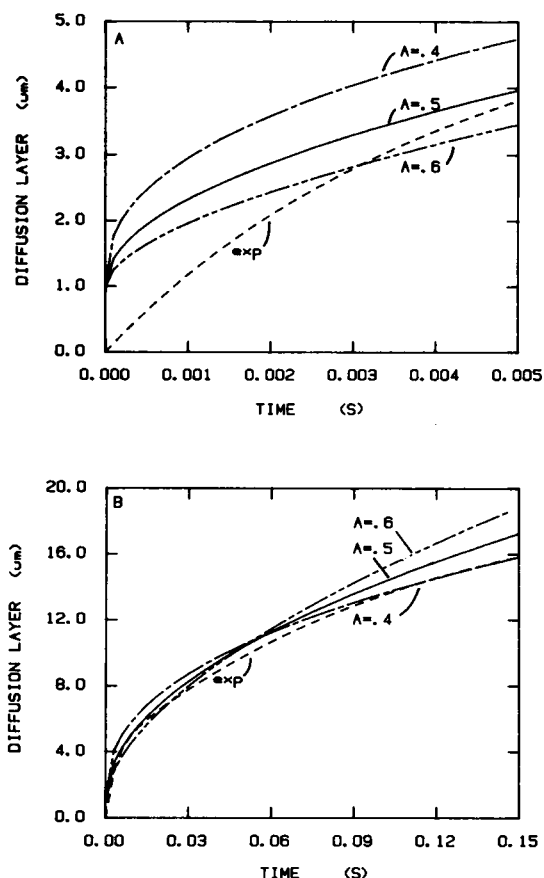 A
5.0
4.0
3.0
2.0
1.0
0.0
DIFFUSION LAYER (um)
A=.4
A=.5
A=.6
exp
0.000 0.001 0.002 0.003 0.004 0.005
TIME (S)
B
20.0
16.0
12.0
8.0
4.0
0.0
DIFFUSION LAYER (um)
A=.6
A=.5
A=.4
exp
0.00 0.03 0.06 0.09 0.12 0.15
TIME (S)